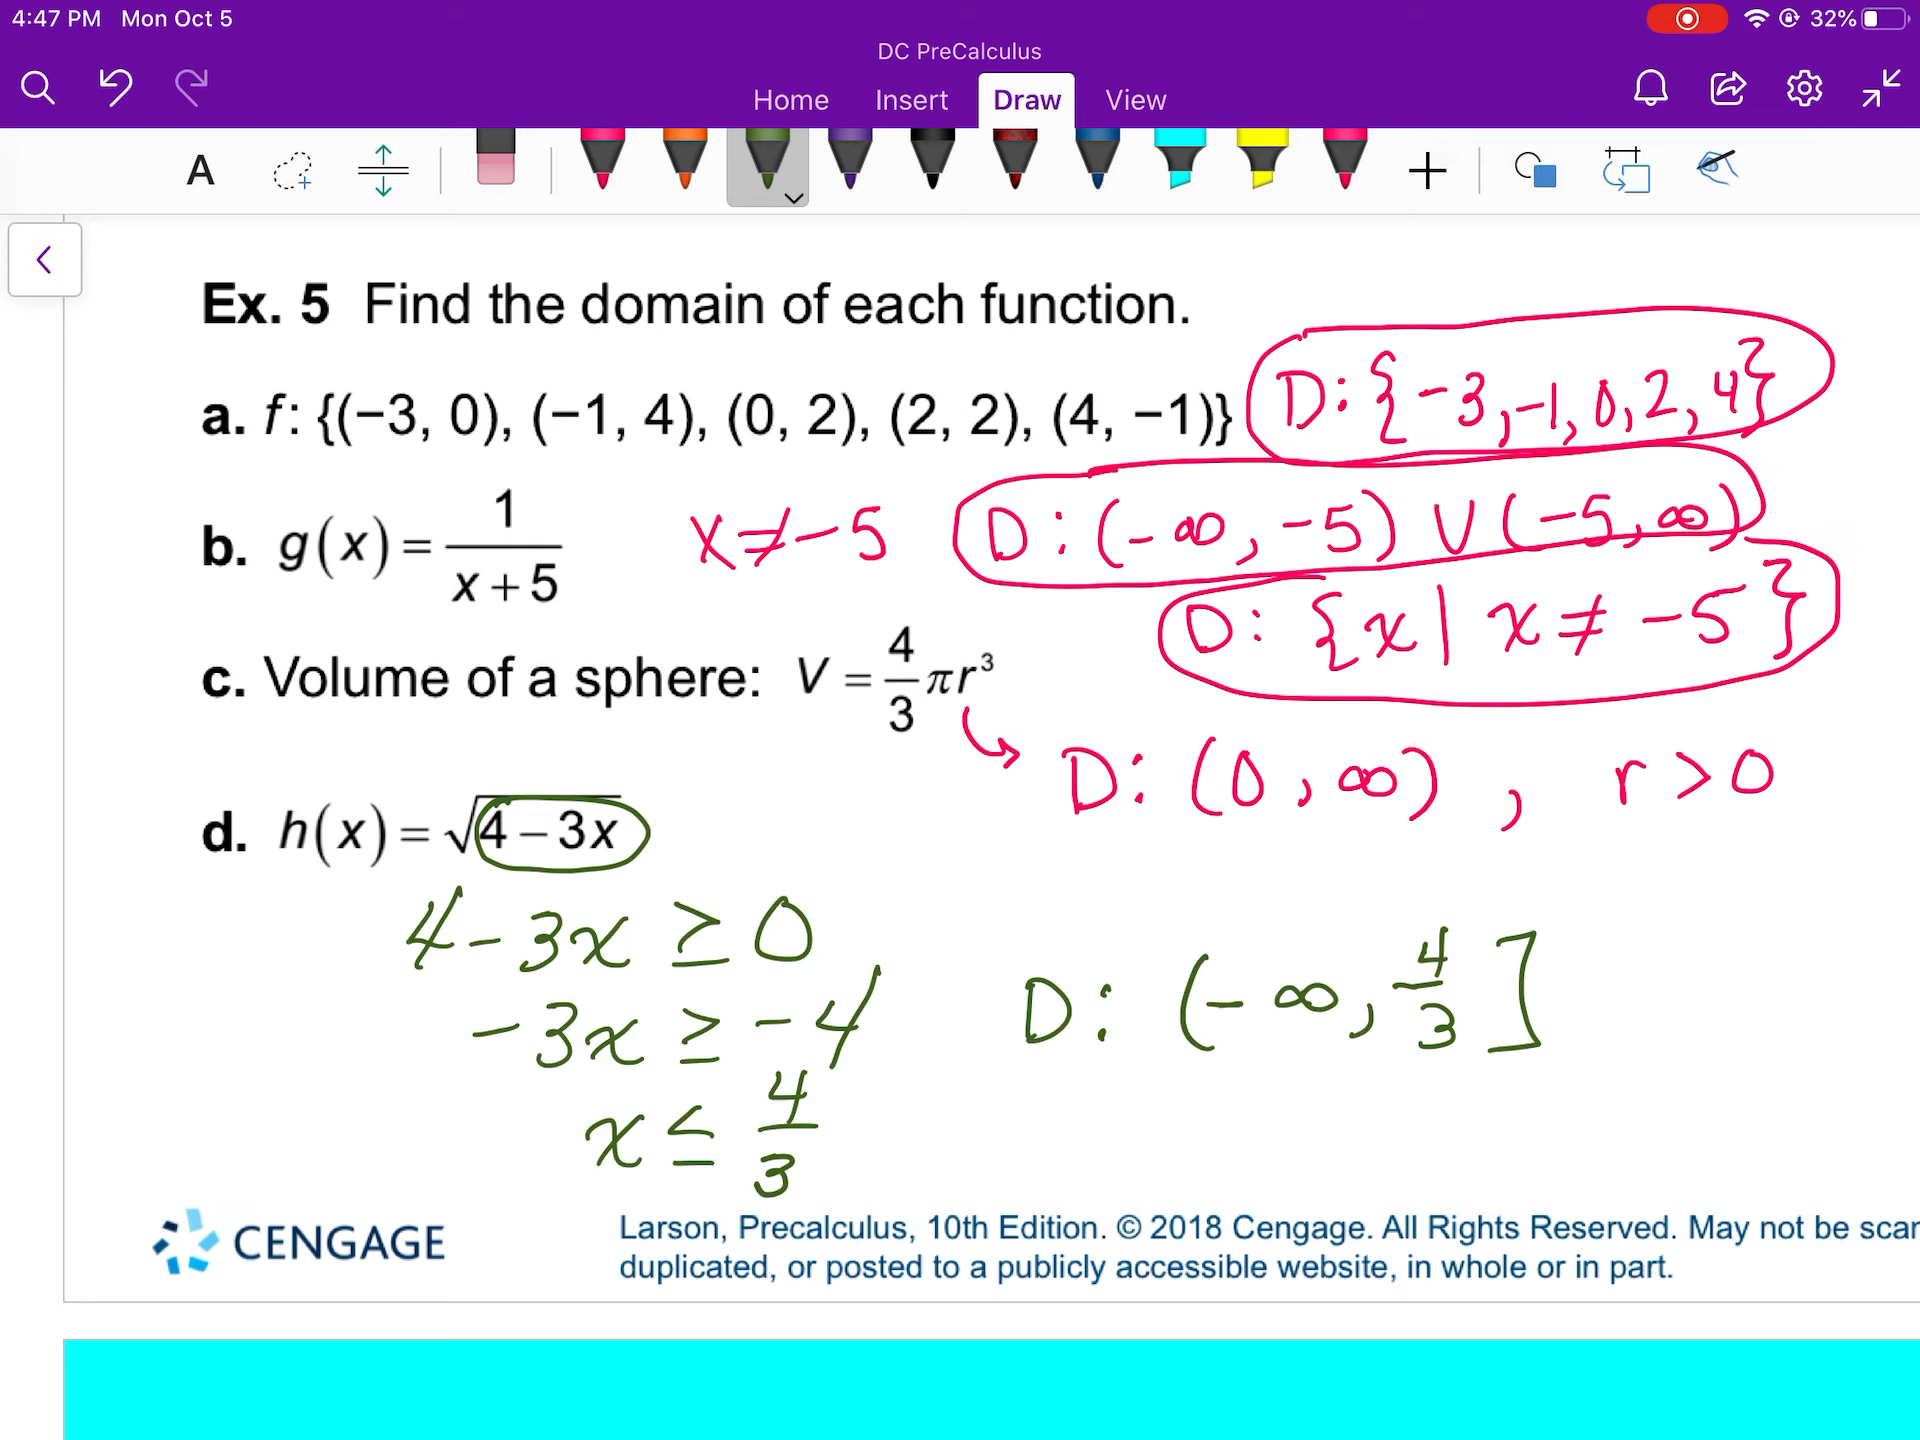 4:47 PM Mon Oct 5 32%
DC PreCalculus
Home Insert Draw View
A
Ex. 5 Find the domain of each function.
a. f: {(−3, 0), (−1, 4), (0, 2), (2, 2), (4, −1)} D: {-3, -1, 0, 2, 4}
b. g(x) = 1/(x + 5) x ≠ -5 D: (-∞, -5) ∪ (-5, ∞)
D: {x | x ≠ -5}
c. Volume of a sphere: V = 4/3 πr³
D: (0, ∞) , r > 0
d. h(x) = √(4 − 3x)
4 - 3x ≥ 0
-3x ≥ -4
x ≤ 4/3
D: (-∞, 4/3]
CENGAGE
Larson, Precalculus, 10th Edition. © 2018 Cengage. All Rights Reserved. May not be scar
duplicated, or posted to a publicly accessible website, in whole or in part.